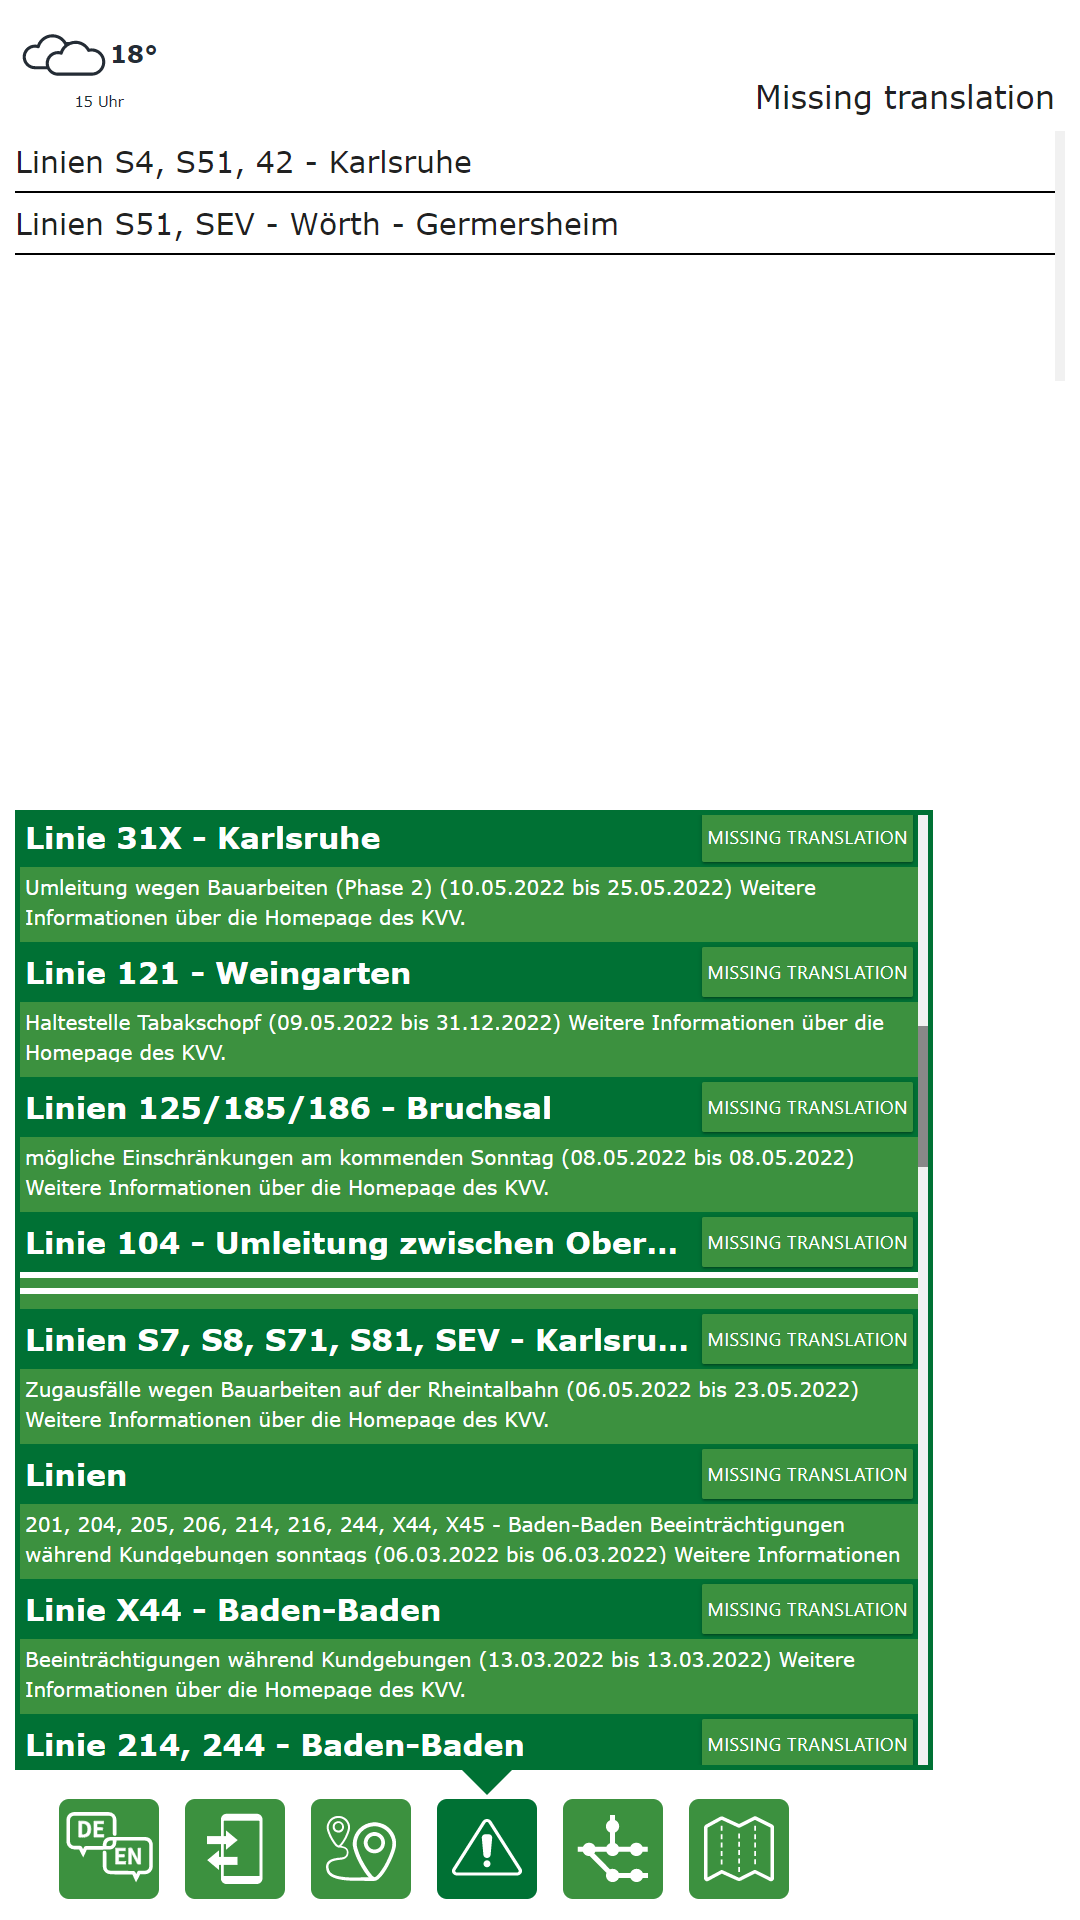 18°
15 Uhr
Missing translation
Linien S4, S51, 42 - Karlsruhe
Linien S51, SEV - Wörth - Germersheim
Linie 31X - Karlsruhe
MISSING TRANSLATION
Umleitung wegen Bauarbeiten (Phase 2) (10.05.2022 bis 25.05.2022) Weitere
Informationen über die Homepage des KVV.
Linie 121 - Weingarten
MISSING TRANSLATION
Haltestelle Tabakschopf (09.05.2022 bis 31.12.2022) Weitere Informationen über die
Homepage des KVV.
Linien 125/185/186 - Bruchsal
MISSING TRANSLATION
mögliche Einschränkungen am kommenden Sonntag (08.05.2022 bis 08.05.2022)
Weitere Informationen über die Homepage des KVV.
Linie 104 - Umleitung zwischen Ober...
MISSING TRANSLATION
Linien S7, S8, S71, S81, SEV - Karlsru...
MISSING TRANSLATION
Zugausfälle wegen Bauarbeiten auf der Rheintalbahn (06.05.2022 bis 23.05.2022)
Weitere Informationen über die Homepage des KVV.
Linien
MISSING TRANSLATION
201, 204, 205, 206, 214, 216, 244, X44, X45 - Baden-Baden Beeinträchtigungen
während Kundgebungen sonntags (06.03.2022 bis 06.03.2022) Weitere Informationen
Linie X44 - Baden-Baden
MISSING TRANSLATION
Beeinträchtigungen während Kundgebungen (13.03.2022 bis 13.03.2022) Weitere
Informationen über die Homepage des KVV.
Linie 214, 244 - Baden-Baden
MISSING TRANSLATION
DE
EN